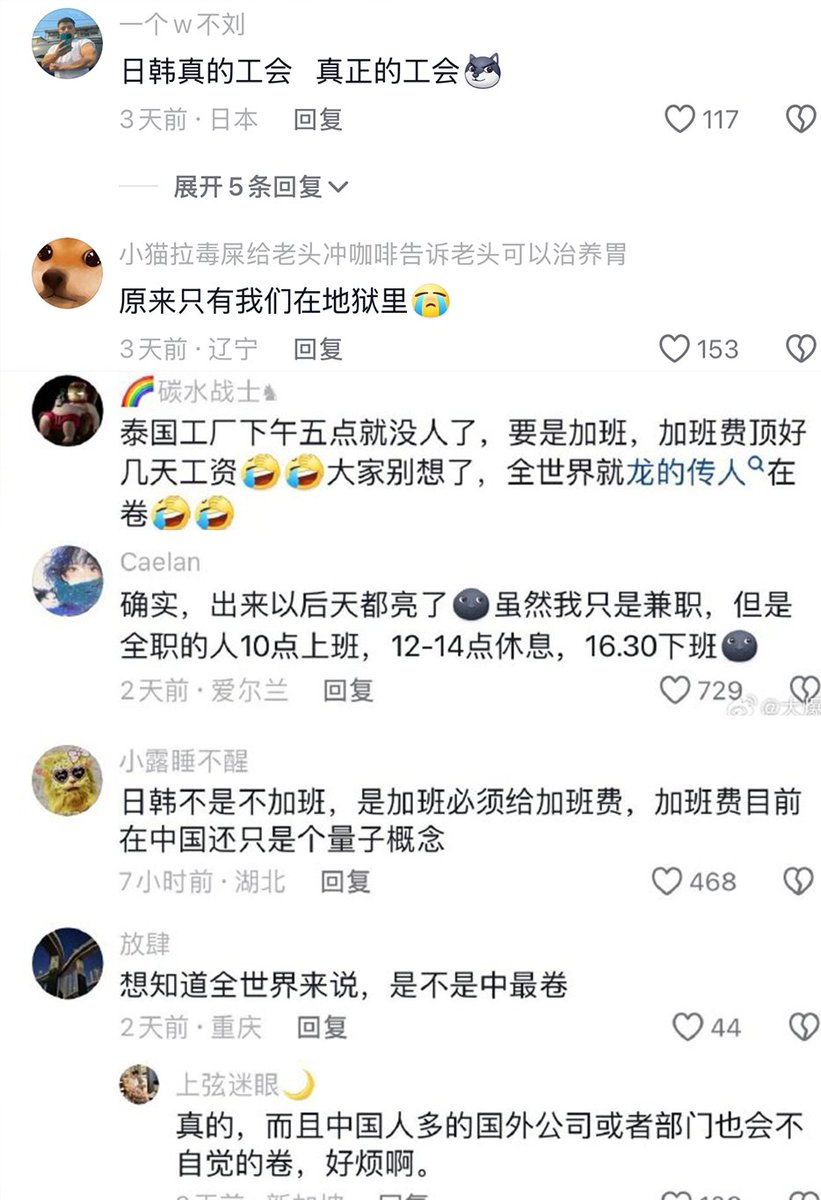 一个w不刘
日韩真的工会 真正的工会
3天前·日本 回复 117
展开5条回复
小猫拉毒屎给老头冲咖啡告诉老头可以治养胃
原来只有我们在地狱里😭
3天前·辽宁 回复 153
🌈碳水战士♞
泰国工厂下午五点就没人了，要是加班，加班费顶好
几天工资🤣🤣大家别想了，全世界就龙的传人在
卷🤣🤣
Caelan
确实，出来以后天都亮了🌚虽然我只是兼职，但是
全职的人10点上班，12-14点休息，16.30下班🌚
2天前·爱尔兰 回复 729
小露睡不醒
日韩不是不加班，是加班必须给加班费，加班费目前
在中国还只是个量子概念
7小时前·湖北 回复 468
放肆
想知道全世界来说，是不是中最卷
2天前·重庆 回复 44
上弦迷眼🌙
真的，而且中国人多的国外公司或者部门也会不
自觉的卷，好烦啊。